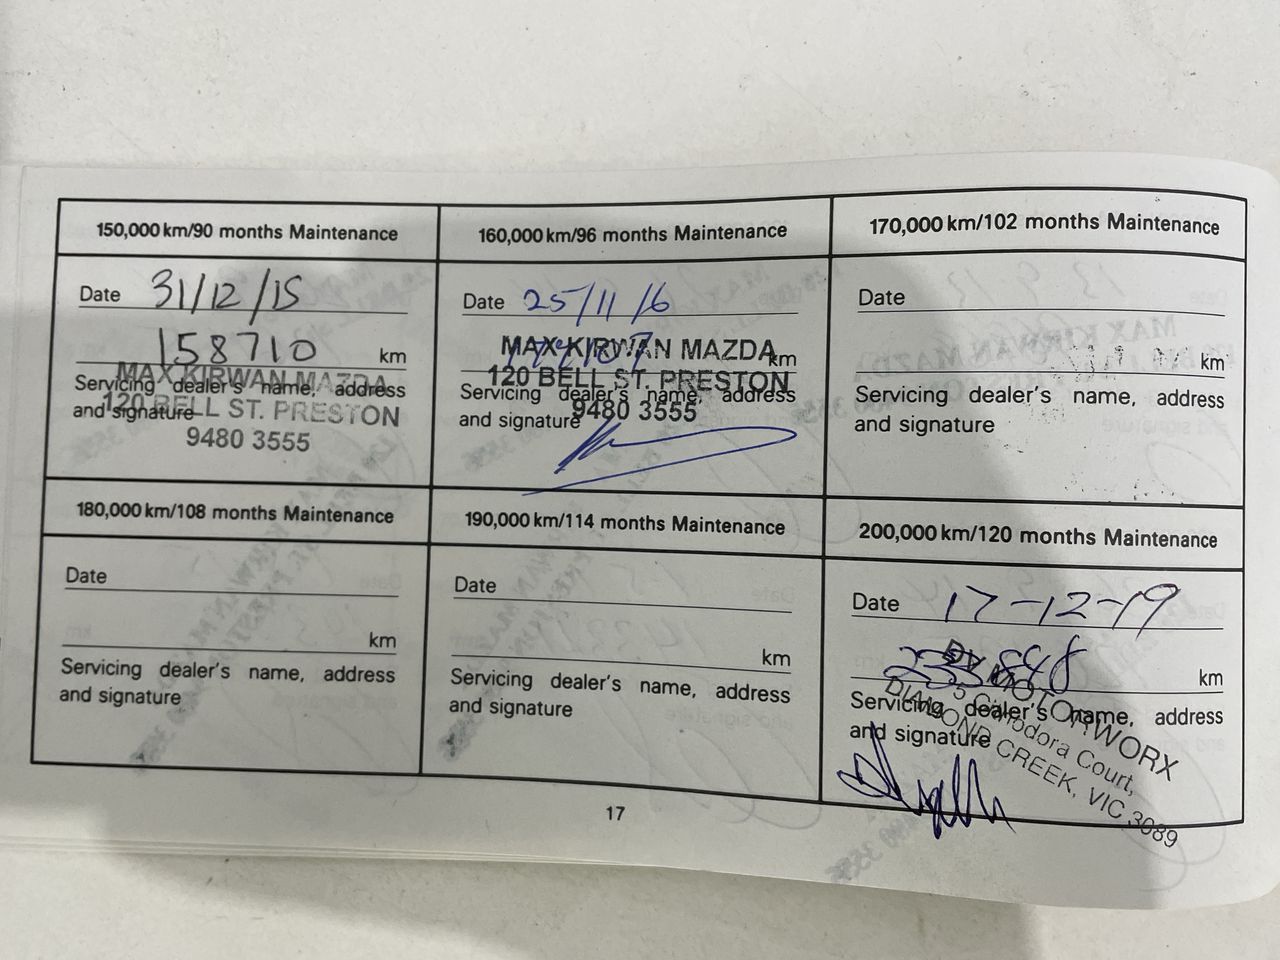 150,000 km/90 months Maintenance
Date 31/12/15
158710 km
Servicing dealer's name, address
and signature
MAX KIRWAN MAZDA
120 BELL ST. PRESTON
9480 3555
160,000 km/96 months Maintenance
Date 25/11/16
km
Servicing dealer's name, address
and signature
MAX KIRWAN MAZDA
120 BELL ST. PRESTON
9480 3555
170,000 km/102 months Maintenance
Date
km
Servicing dealer's name, address
and signature
180,000 km/108 months Maintenance
Date
km
Servicing dealer's name, address
and signature
190,000 km/114 months Maintenance
Date
km
Servicing dealer's name, address
and signature
200,000 km/120 months Maintenance
Date 17-12-19
km
Servicing dealer's name, address
and signature
MOTORWORX
Court,
DIAMOND CREEK, VIC 3089
17